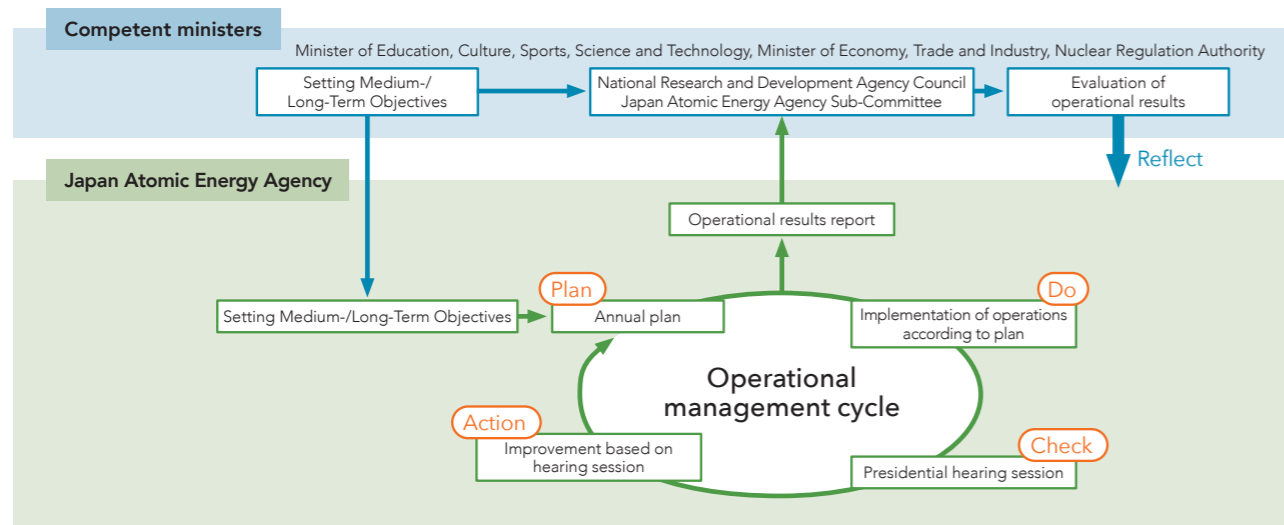 Competent ministers
Minister of Education, Culture, Sports, Science and Technology, Minister of Economy, Trade and Industry, Nuclear Regulation Authority
Setting Medium-/
Long-Term Objectives
National Research and Development Agency Council
Japan Atomic Energy Agency Sub-Committee
Evaluation of
operational results
Reflect
Japan Atomic Energy Agency
Operational results report
Setting Medium-/Long-Term Objectives
Plan
Annual plan
Do
Implementation of operations
according to plan
Operational
management cycle
Action
Improvement based on
hearing session
Check
Presidential hearing session